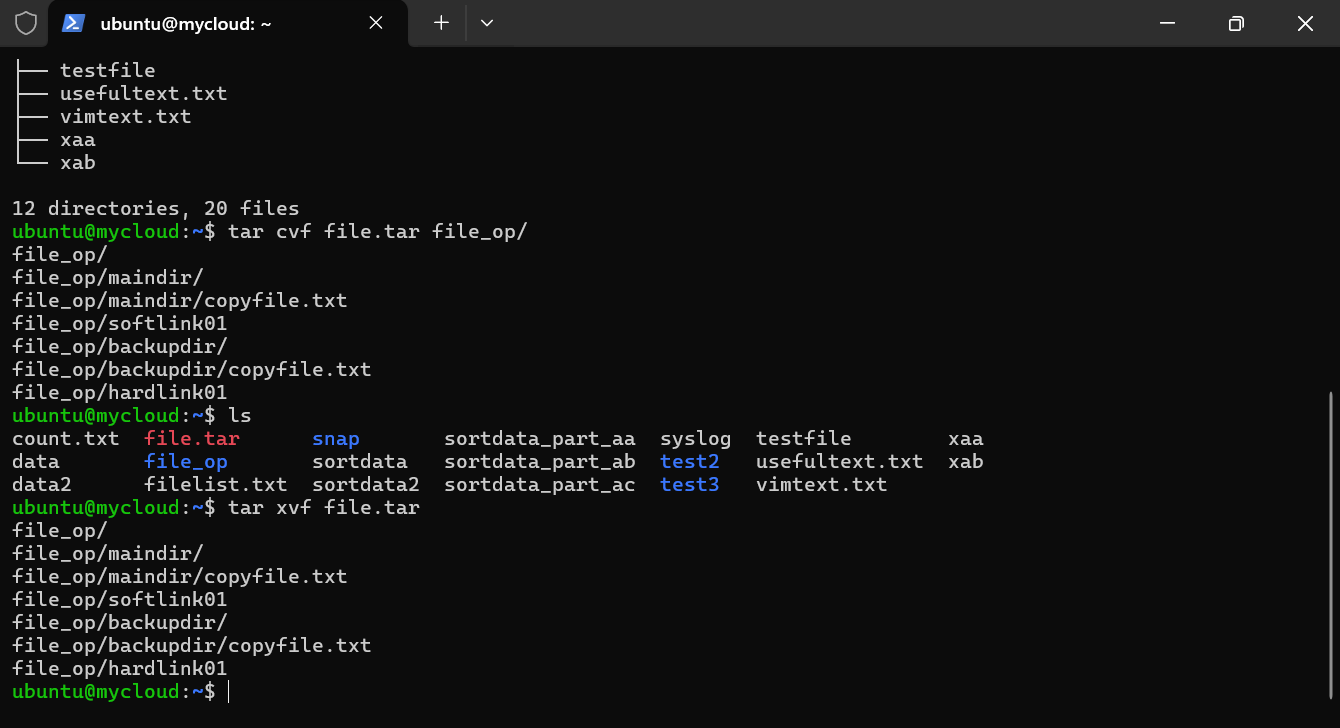 ubuntu@mycloud: ~
├── testfile
├── usefultext.txt
├── vimtext.txt
├── xaa
└── xab
12 directories, 20 files
ubuntu@mycloud:~$ tar cvf file.tar file_op/
file_op/
file_op/maindir/
file_op/maindir/copyfile.txt
file_op/softlink01
file_op/backupdir/
file_op/backupdir/copyfile.txt
file_op/hardlink01
ubuntu@mycloud:~$ ls
count.txt  file.tar      snap       sortdata_part_aa  syslog  testfile        xaa
data       file_op       sortdata   sortdata_part_ab  test2   usefultext.txt  xab
data2      filelist.txt  sortdata2  sortdata_part_ac  test3   vimtext.txt
ubuntu@mycloud:~$ tar xvf file.tar
file_op/
file_op/maindir/
file_op/maindir/copyfile.txt
file_op/softlink01
file_op/backupdir/
file_op/backupdir/copyfile.txt
file_op/hardlink01
ubuntu@mycloud:~$